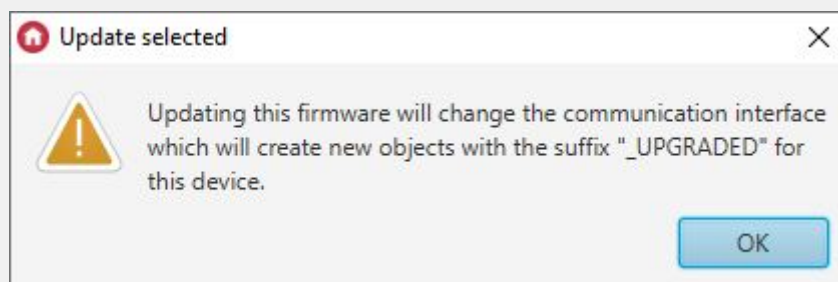 Update selected
Updating this firmware will change the communication interface
which will create new objects with the suffix "_UPGRADED" for
this device.
OK